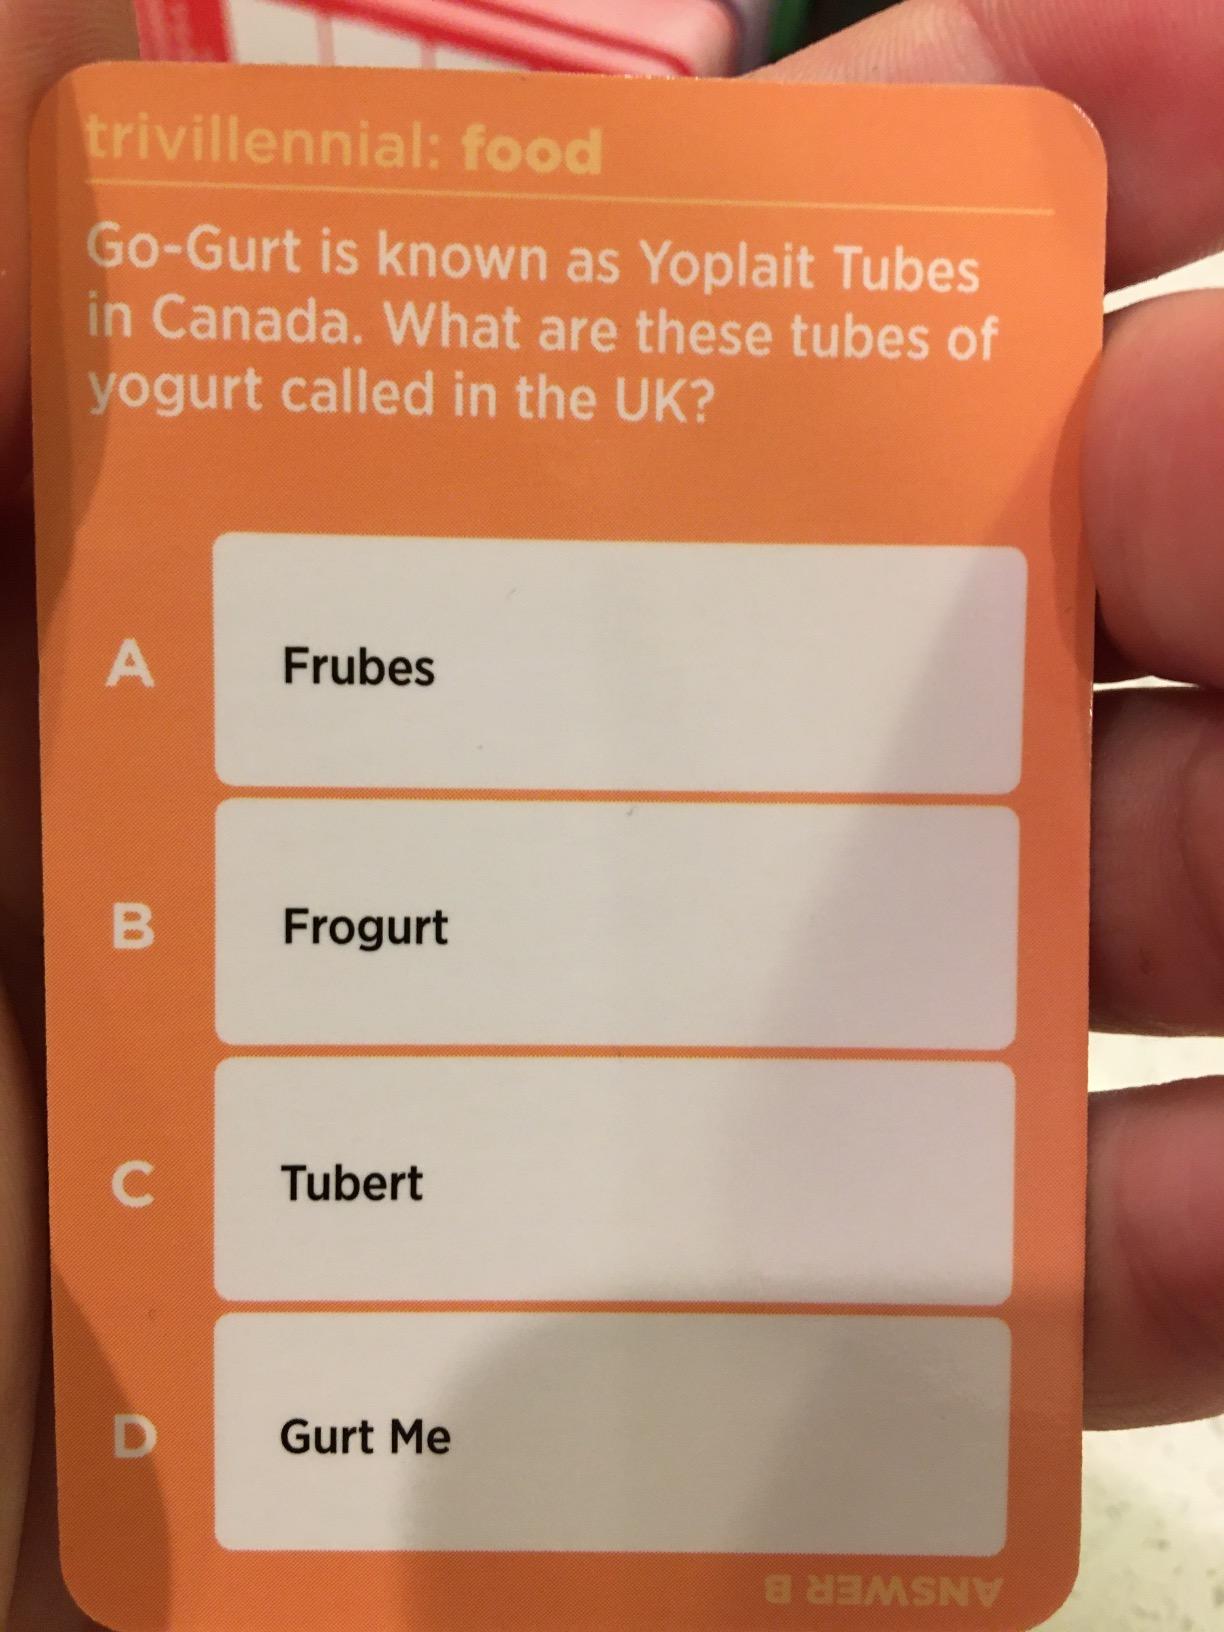 trivillennial: food
Go-Gurt is known as Yoplait Tubes
in Canada. What are these tubes of
yogurt called in the UK?
A Frubes
B Frogurt
C Tubert
D Gurt Me
ANSWER B